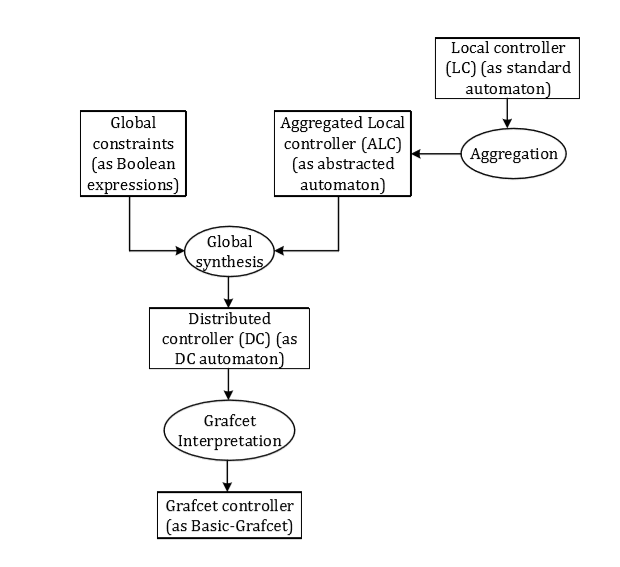 Local controller
(LC) (as standard
automaton)
Global
constraints
(as Boolean
expressions)
Aggregated Local
controller (ALC)
(as abstracted
automaton)
Aggregation
Global
synthesis
Distributed
controller (DC) (as
DC automaton)
Grafcet
Interpretation
Grafcet controller
(as Basic-Grafcet)